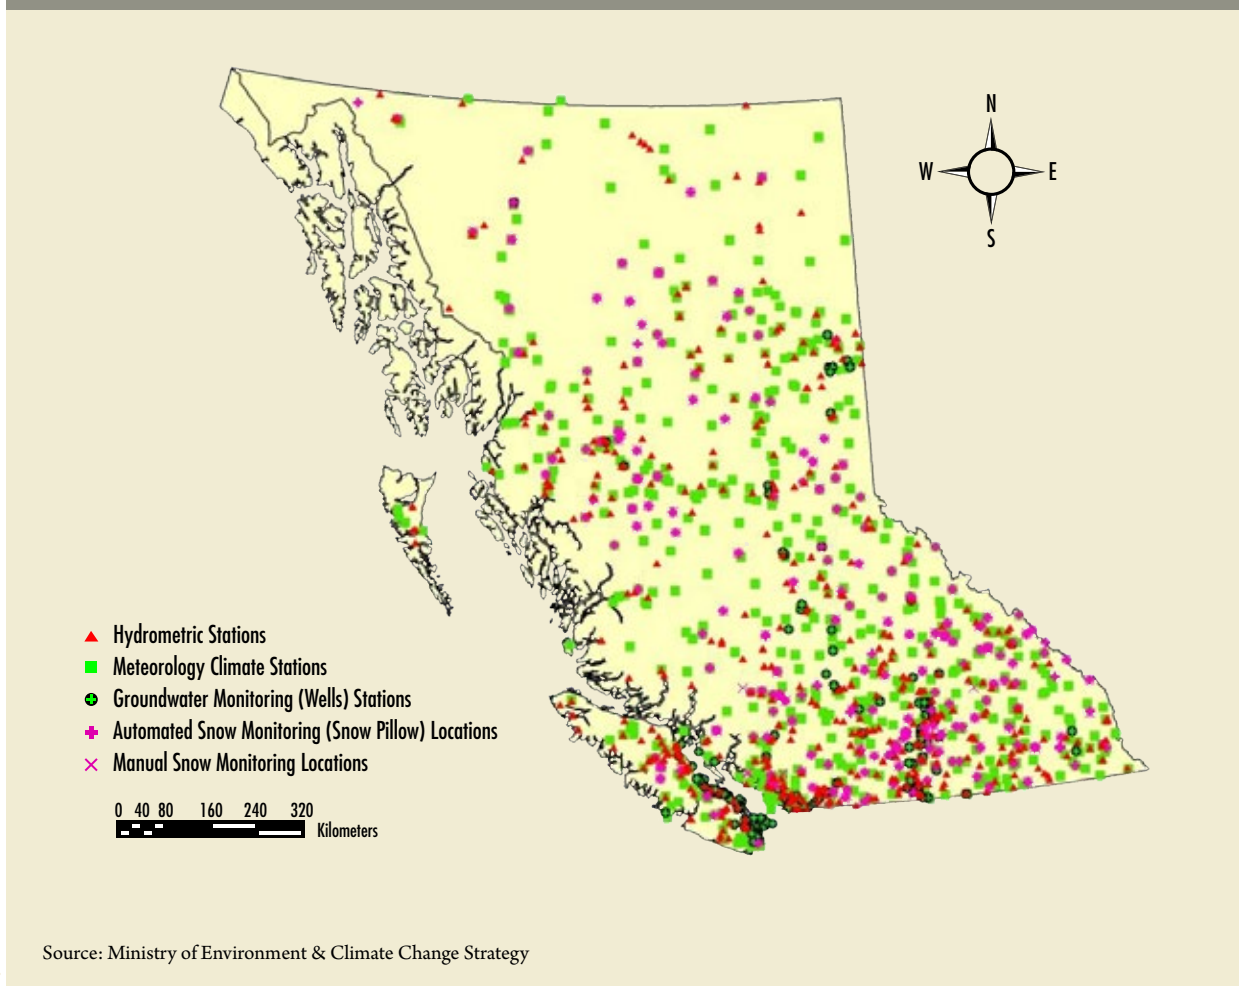 N
W E
S
Hydrometric Stations
Meteorology Climate Stations
Groundwater Monitoring (Wells) Stations
Automated Snow Monitoring (Snow Pillow) Locations
Manual Snow Monitoring Locations
0 40 80 160 240 320
Kilometers
Source: Ministry of Environment & Climate Change Strategy